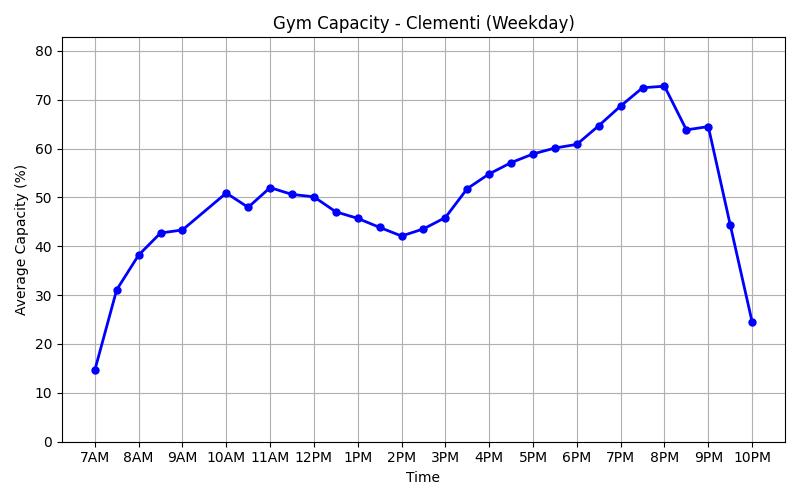 Gym Capacity - Clementi (Weekday)
Average Capacity (%)
80
70
60
50
40
30
20
10
0
7AM 8AM 9AM 10AM 11AM 12PM 1PM 2PM 3PM 4PM 5PM 6PM 7PM 8PM 9PM 10PM
Time